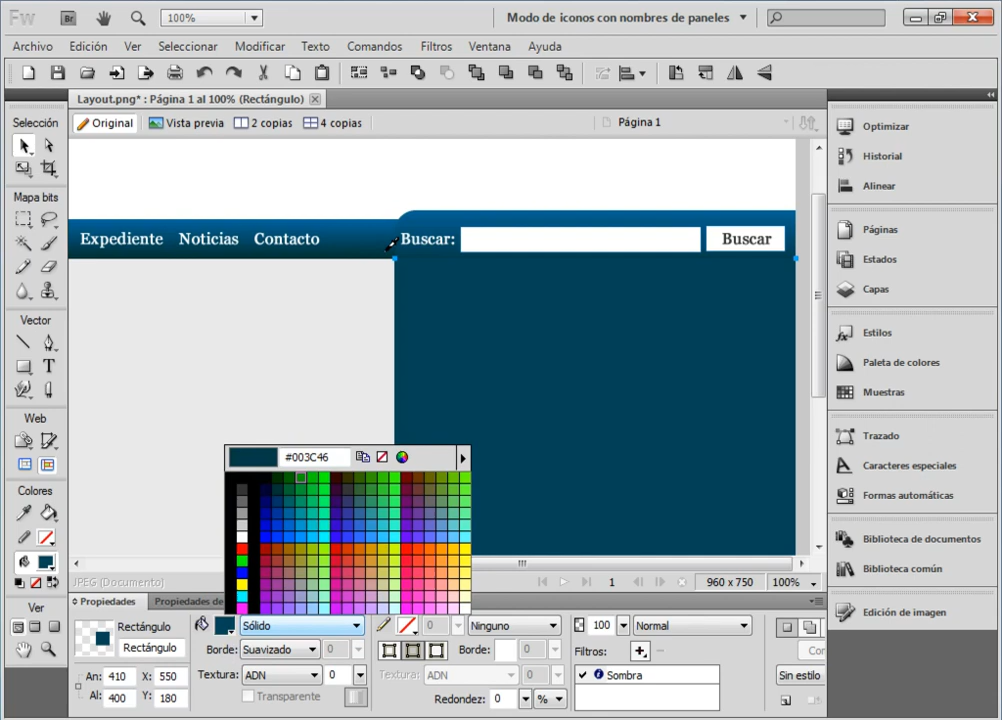 Fw Br 100% Modo de iconos con nombres de paneles
Archivo Edición Ver Seleccionar Modificar Texto Comandos Filtros Ventana Ayuda
Layout.png* : Página 1 al 100% (Rectángulo)
Original Vista previa 2 copias 4 copias Página 1
Selección
Mapa bits
Vector
Web
Colores
Ver
Expediente Noticias Contacto Buscar: Buscar
#003C46
JPEG (Documento) 1 960 x 750 100%
Propiedades Propiedades de
Rectángulo
Rectángulo
An: 410 X: 550
Al: 400 Y: 180
Sólido
Borde: Suavizado 0
Textura: ADN 0
Transparente
0 Ninguno
Borde: 0
Textura: ADN 0
Redondez: 0 %
100 Normal
Filtros:
Sombra
Sin estilo
Optimizar
Historial
Alinear
Páginas
Estados
Capas
Estilos
Paleta de colores
Muestras
Trazado
Caracteres especiales
Formas automáticas
Biblioteca de documentos
Biblioteca común
Edición de imagen